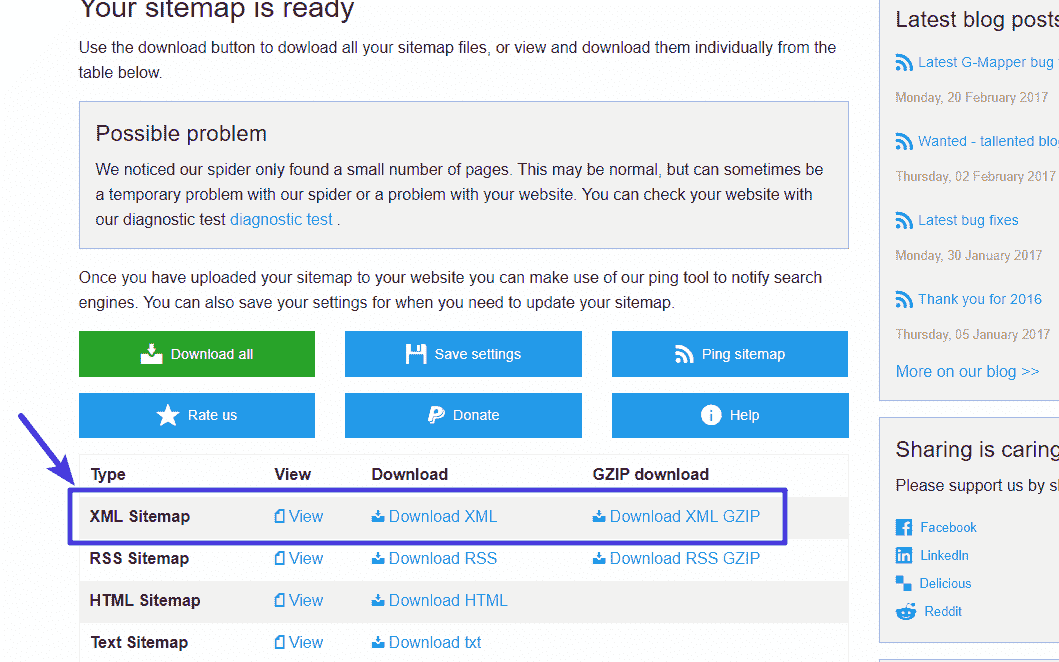 Your sitemap is ready
Use the download button to dowload all your sitemap files, or view and download them individually from the
table below.
Possible problem
We noticed our spider only found a small number of pages. This may be normal, but can sometimes be
a temporary problem with our spider or a problem with your website. You can check your website with
our diagnostic test diagnostic test .
Once you have uploaded your sitemap to your website you can make use of our ping tool to notify search
engines. You can also save your settings for when you need to update your sitemap.
Download all Save settings Ping sitemap
Rate us Donate Help
Type View Download GZIP download
XML Sitemap View Download XML Download XML GZIP
RSS Sitemap View Download RSS Download RSS GZIP
HTML Sitemap View Download HTML
Text Sitemap View Download txt
Latest blog posts
Latest G-Mapper bug
Monday, 20 February 2017
Wanted - tallented
Thursday, 02 February 2017
Latest bug fixes
Monday, 30 January 2017
Thank you for 2016
Thursday, 05 January 2017
More on our blog >>
Sharing is caring
Please support us by
Facebook
LinkedIn
Delicious
Reddit